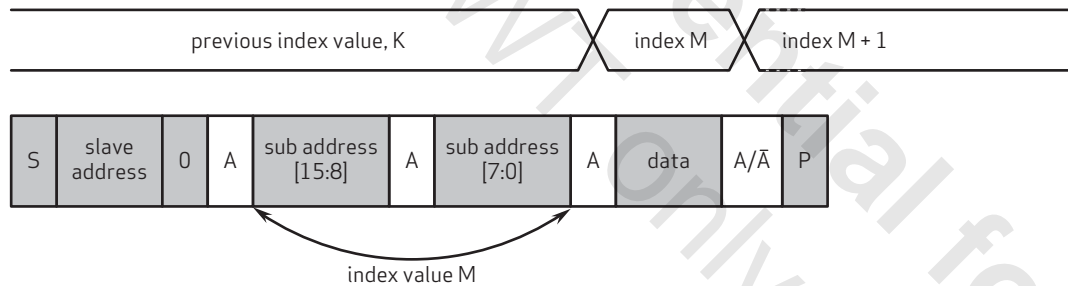 previous index value, K
index M
index M + 1
S
slave address
0
A
sub address [15:8]
A
sub address [7:0]
A
data
A/Ā
P
index value M
only